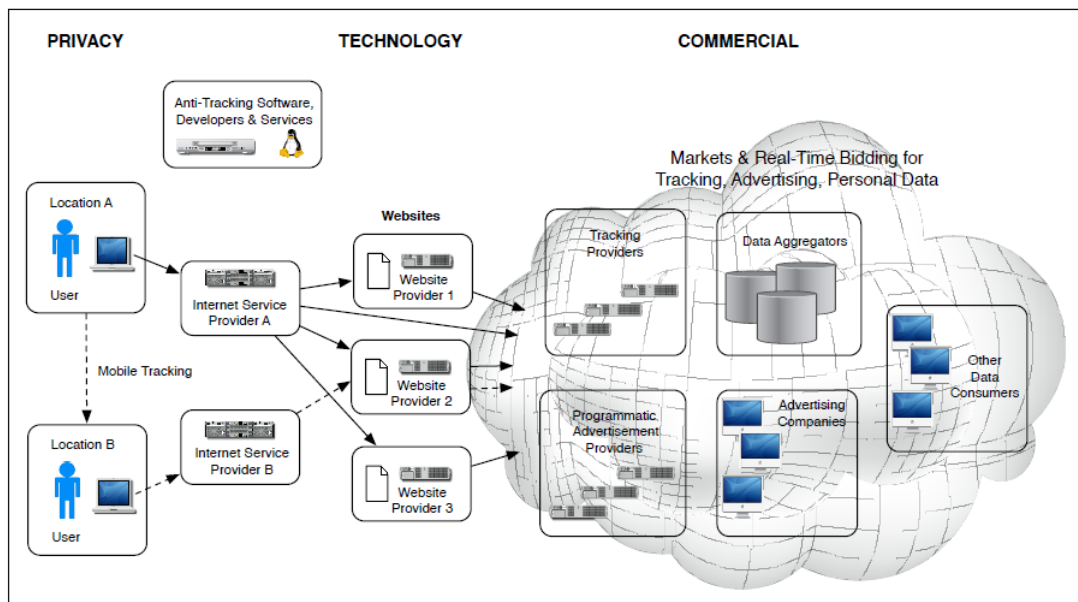 PRIVACY
TECHNOLOGY
COMMERCIAL
Anti-Tracking Software,
Developers & Services
Markets & Real-Time Bidding for
Tracking, Advertising, Personal Data
Location A
User
Internet Service
Provider A
Mobile Tracking
Location B
User
Internet Service
Provider B
Websites
Website
Provider 1
Website
Provider 2
Website
Provider 3
Tracking
Providers
Data Aggregators
Programmatic
Advertisement
Providers
Advertising
Companies
Other
Data
Consumers